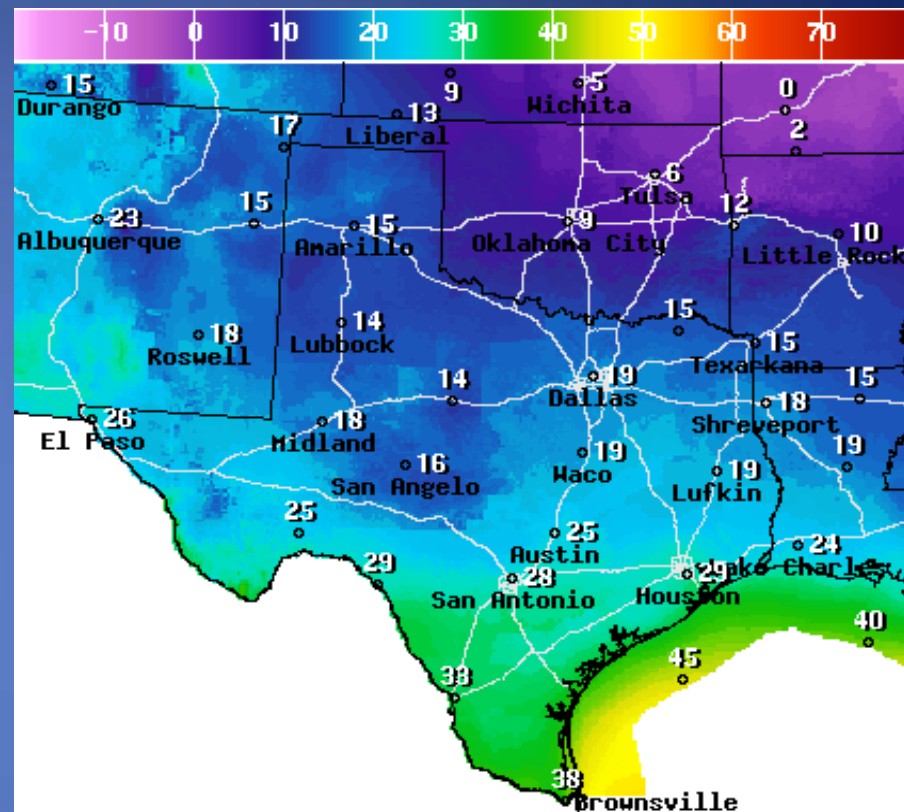 -10 0 10 20 30 40 50 60 70
15 9 5 0
Durango 13 Wichita
Liberal
17 2
6
Tulsa
15 12
23 15 9 10
Albuquerque Amarillo Oklahoma City Little Rock
14 15
18 Lubbock 15
Roswell Texarkana
14 19 15
Dallas 18
26 18 Shreveport
El Paso Midland
16 19 19 19
San Angelo Waco Lufkin
25 25 24
Austin
29 28 29 Lake Charles
San Antonio Houston
40
33 45
38
Brownsville